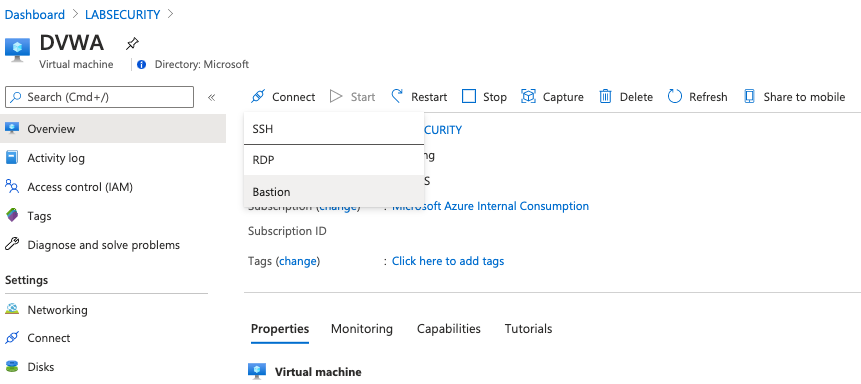 Dashboard > LABSECURITY >
DVWA
Virtual machine | Directory: Microsoft
Search (Cmd+/) «
Connect Start Restart Stop Capture Delete Refresh Share to mobile
Overview
Activity log
Access control (IAM)
Tags
Diagnose and solve problems
Settings
Networking
Connect
Disks
SSH
RDP
Bastion
CURITY
ng
S
Subscription (change) : Microsoft Azure Internal Consumption
Subscription ID
Tags (change) : Click here to add tags
Properties Monitoring Capabilities Tutorials
Virtual machine